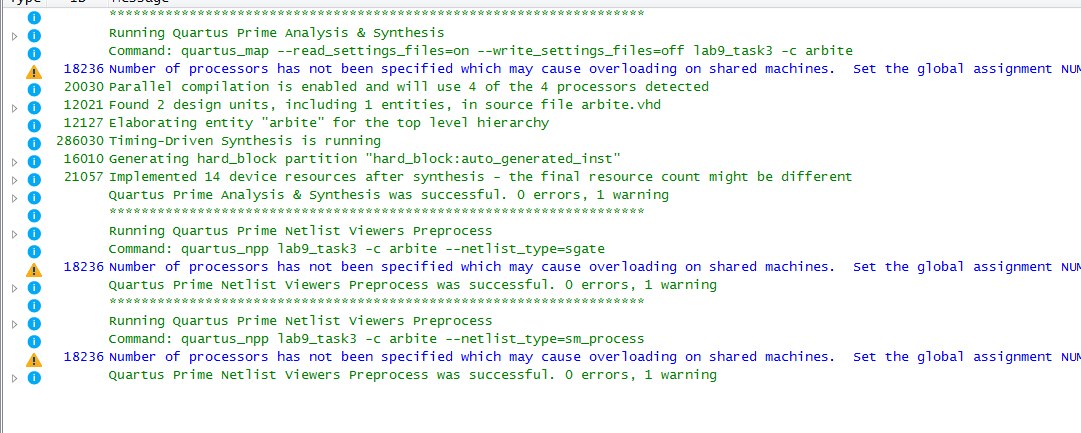 Type ID Message
********************************************************************
Running Quartus Prime Analysis & Synthesis
Command: quartus_map --read_settings_files=on --write_settings_files=off lab9_task3 -c arbite
18236 Number of processors has not been specified which may cause overloading on shared machines.  Set the global assignment NUM
20030 Parallel compilation is enabled and will use 4 of the 4 processors detected
12021 Found 2 design units, including 1 entities, in source file arbite.vhd
12127 Elaborating entity "arbite" for the top level hierarchy
286030 Timing-Driven Synthesis is running
16010 Generating hard_block partition "hard_block:auto_generated_inst"
21057 Implemented 14 device resources after synthesis - the final resource count might be different
Quartus Prime Analysis & Synthesis was successful. 0 errors, 1 warning
********************************************************************
Running Quartus Prime Netlist Viewers Preprocess
Command: quartus_npp lab9_task3 -c arbite --netlist_type=sgate
18236 Number of processors has not been specified which may cause overloading on shared machines.  Set the global assignment NUM
Quartus Prime Netlist Viewers Preprocess was successful. 0 errors, 1 warning
********************************************************************
Running Quartus Prime Netlist Viewers Preprocess
Command: quartus_npp lab9_task3 -c arbite --netlist_type=sm_process
18236 Number of processors has not been specified which may cause overloading on shared machines.  Set the global assignment NUM
Quartus Prime Netlist Viewers Preprocess was successful. 0 errors, 1 warning